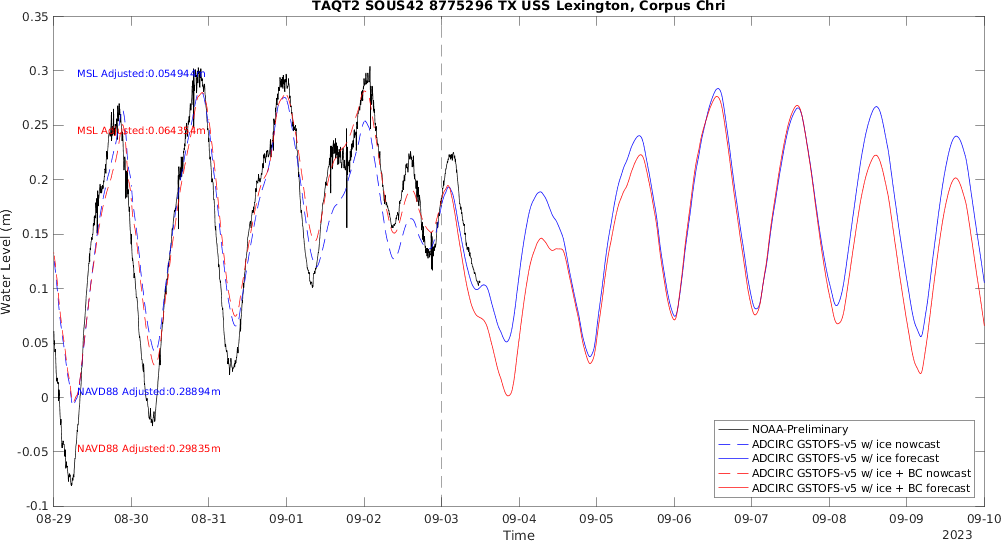 TAQT2 SOUS42 8775296 TX USS Lexington, Corpus Chri
0.35
0.3
0.25
0.2
0.15
0.1
0.05
0
-0.05
-0.1
Water Level (m)
MSL Adjusted:0.054944m
MSL Adjusted:0.064354m
NAVD88 Adjusted:0.28894m
NAVD88 Adjusted:0.29835m
NOAA-Preliminary
ADCIRC GSTOFS-v5 w/ ice nowcast
ADCIRC GSTOFS-v5 w/ ice forecast
ADCIRC GSTOFS-v5 w/ ice + BC nowcast
ADCIRC GSTOFS-v5 w/ ice + BC forecast
08-29 08-30 08-31 09-01 09-02 09-03 09-04 09-05 09-06 09-07 09-08 09-09 09-10
Time
2023